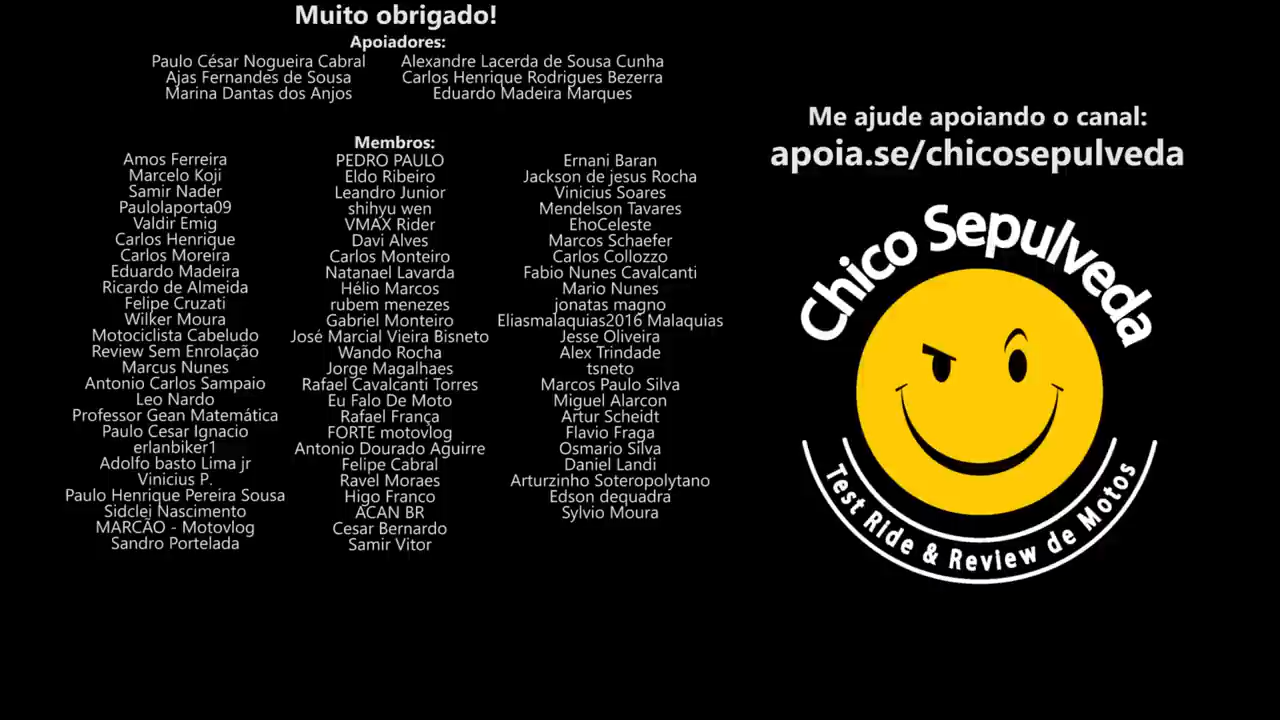 Muito obrigado!
Apoiadores:
Paulo César Nogueira Cabral
Ajas Fernandes de Sousa
Marina Dantas dos Anjos
Alexandre Lacerda de Sousa Cunha
Carlos Henrique Rodrigues Bezerra
Eduardo Madeira Marques
Membros:
Amos Ferreira
Marcelo Koji
Samir Nader
Paulolaporta09
Valdir Emig
Carlos Henrique
Carlos Moreira
Eduardo Madeira
Ricardo de Almeida
Felipe Cruzati
Wilker Moura
Motociclista Cabeludo
Review Sem Enrolação
Marcus Nunes
Antonio Carlos Sampaio
Leo Nardo
Professor Gean Matemática
Paulo Cesar Ignacio
erlanbiker1
Adolfo basto Lima jr
Vinicius P.
Paulo Henrique Pereira Sousa
Sidclei Nascimento
MARCÃO - Motovlog
Sandro Portelada
PEDRO PAULO
Eldo Ribeiro
Leandro Junior
shihyu wen
VMAX Rider
Davi Alves
Carlos Monteiro
Natanael Lavarda
Hélio Marcos
rubem menezes
Gabriel Monteiro
José Marcial Vieira Bisneto
Wando Rocha
Jorge Magalhaes
Rafael Cavalcanti Torres
Eu Falo De Moto
Rafael França
FORTE motovlog
Antonio Dourado Aguirre
Felipe Cabral
Ravel Moraes
Higo Franco
ACAN BR
Cesar Bernardo
Samir Vitor
Ernani Baran
Jackson de jesus Rocha
Vinicius Soares
Mendelson Tavares
EhoCeleste
Marcos Schaefer
Carlos Collozzo
Fabio Nunes Cavalcanti
Mario Nunes
jonatas magno
Eliasmalaquias2016 Malaquias
Jesse Oliveira
Alex Trindade
tsneto
Marcos Paulo Silva
Miguel Alarcon
Artur Scheidt
Flavio Fraga
Osmario Silva
Daniel Landi
Arturzinho Soteropolytano
Edson dequadra
Sylvio Moura
Me ajude apoiando o canal:
apoia.se/chicosepulveda
Chico Sepulveda
Test Ride & Review de Motos